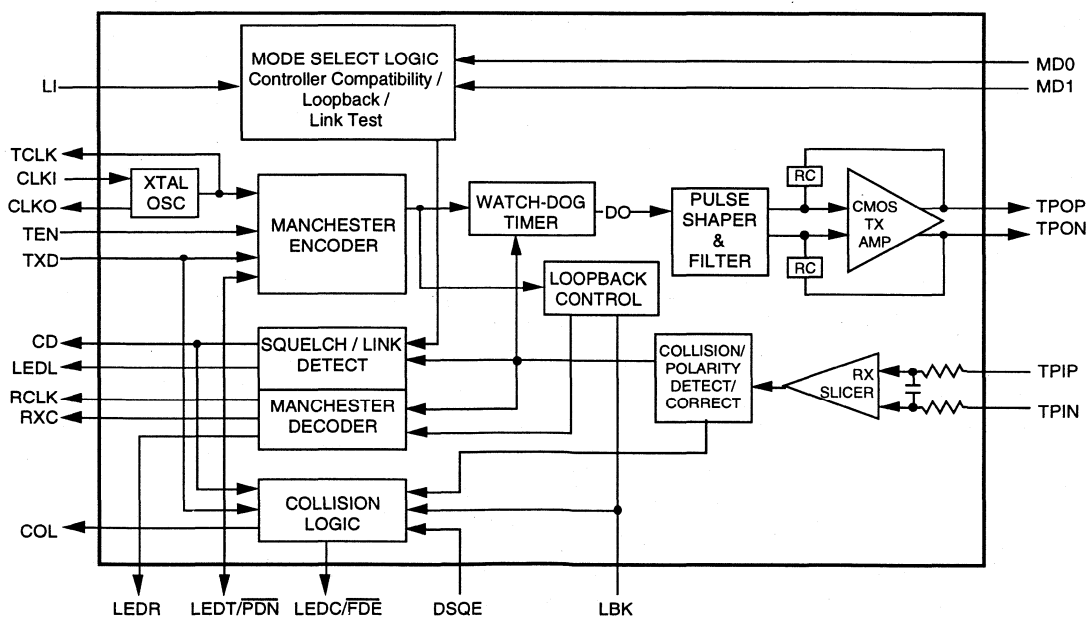 MODE SELECT LOGIC
Controller Compatibility /
Loopback /
Link Test
LI
MD0
MD1
TCLK
CLKI
CLKO
TEN
TXD
XTAL
OSC
MANCHESTER
ENCODER
WATCH-DOG
TIMER
DO
PULSE
SHAPER
&
FILTER
RC
RC
CMOS
TX
AMP
TPOP
TPON
LOOPBACK
CONTROL
CD
LEDL
RCLK
RXC
SQUELCH / LINK
DETECT
MANCHESTER
DECODER
COLLISION/
POLARITY
DETECT/
CORRECT
RX
SLICER
TPIP
TPIN
COL
COLLISION
LOGIC
LEDR
LEDT/P̅D̅N̅
LEDC/F̅D̅E̅
DSQE
LBK